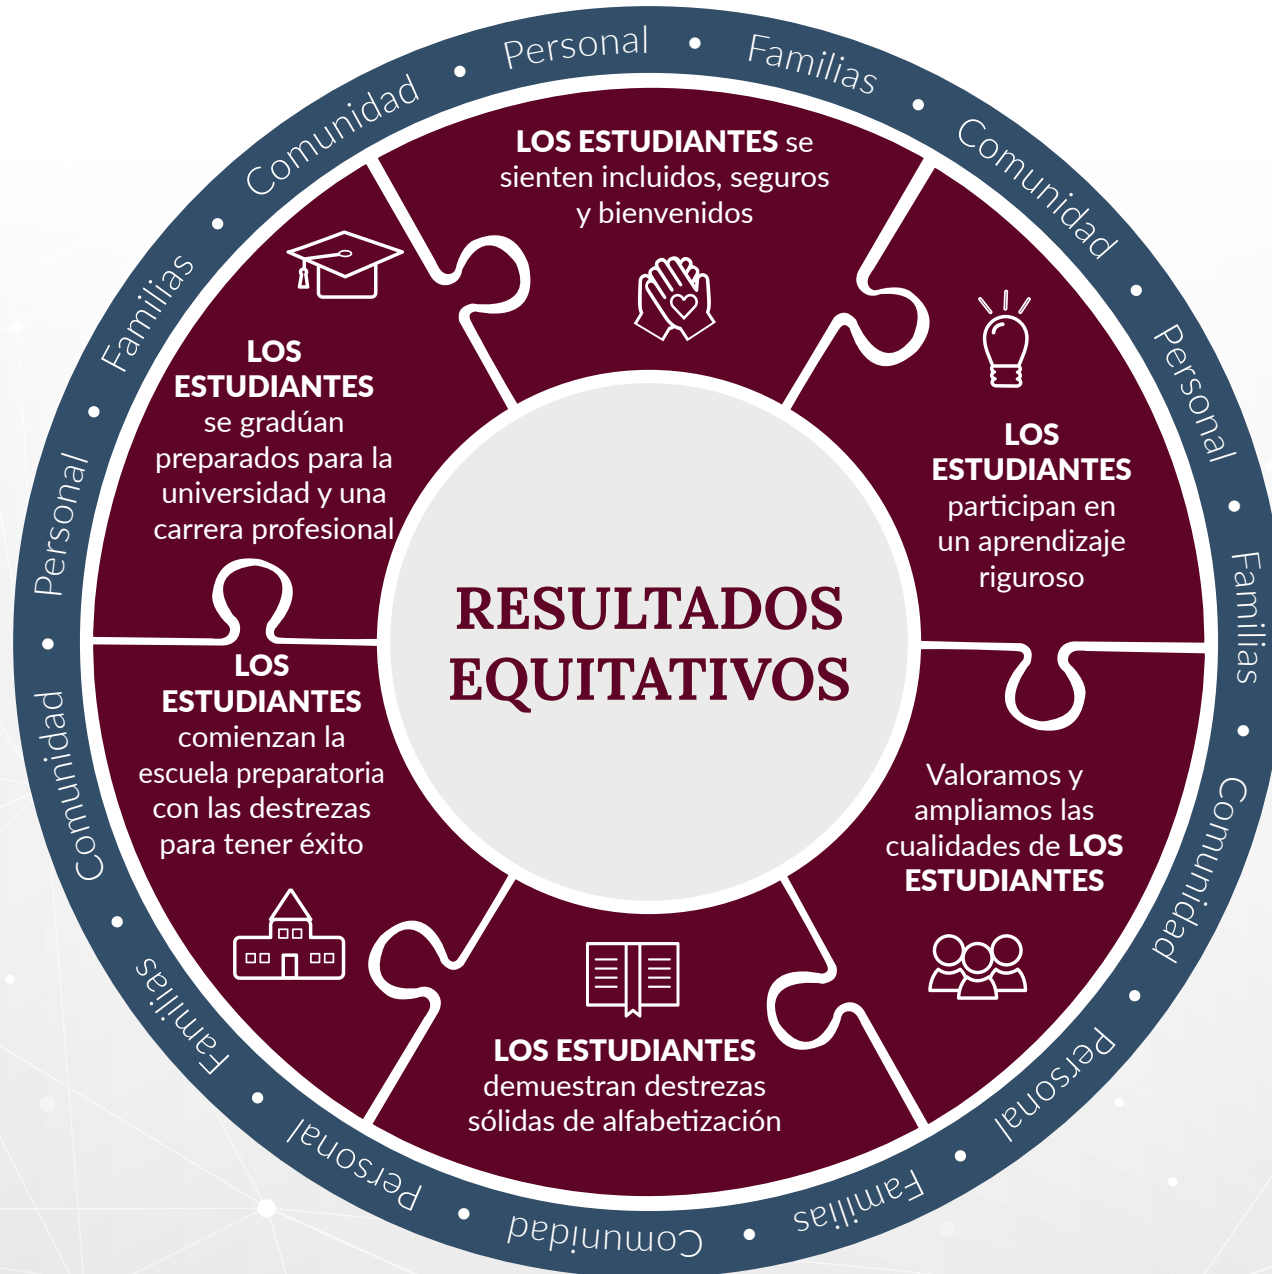 Personal • Familias • Comunidad • Personal • Familias • Comunidad • Personal • Familias • Comunidad • Personal • Familias • Comunidad • Personal • Familias • Comunidad •
LOS ESTUDIANTES se
sienten incluidos, seguros
y bienvenidos
LOS
ESTUDIANTES
participan en
un aprendizaje
riguroso
Valoramos y
ampliamos las
cualidades de LOS
ESTUDIANTES
LOS ESTUDIANTES
demuestran destrezas
sólidas de alfabetización
LOS
ESTUDIANTES
comienzan la
escuela preparatoria
con las destrezas
para tener éxito
LOS
ESTUDIANTES
se gradúan
preparados para la
universidad y una
carrera profesional
RESULTADOS
EQUITATIVOS